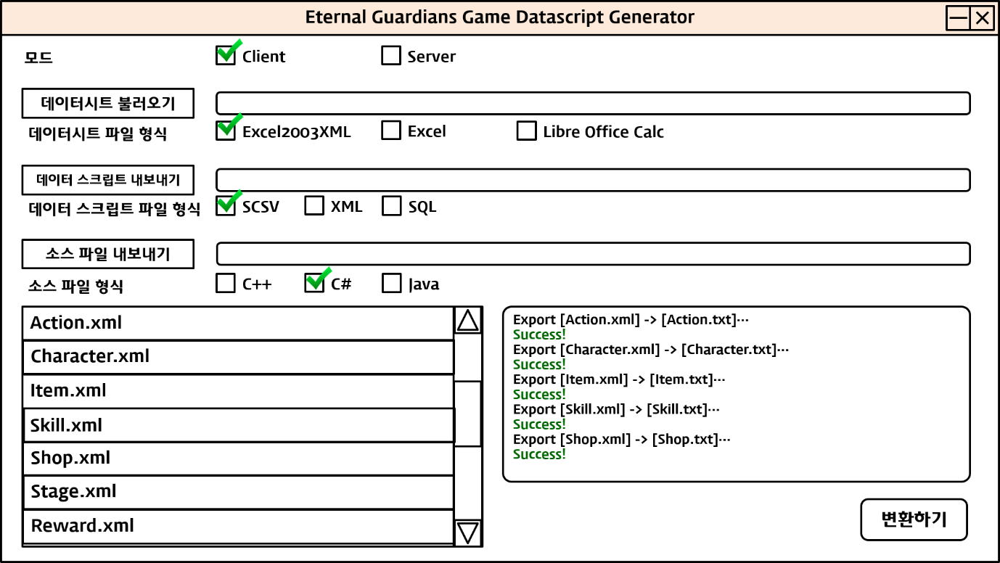 Eternal Guardians Game Datascript Generator
모드 Client Server
데이터시트 불러오기
데이터시트 파일 형식 Excel2003XML Excel Libre Office Calc
데이터 스크립트 내보내기
데이터 스크립트 파일 형식 SCSV XML SQL
소스 파일 내보내기
소스 파일 형식 C++ C# Java
Action.xml
Character.xml
Item.xml
Skill.xml
Shop.xml
Stage.xml
Reward.xml
Export [Action.xml] -> [Action.txt]···
Success!
Export [Character.xml] -> [Character.txt]···
Success!
Export [Item.xml] -> [Item.txt]···
Success!
Export [Skill.xml] -> [Skill.txt]···
Success!
Export [Shop.xml] -> [Shop.txt]···
Success!
변환하기